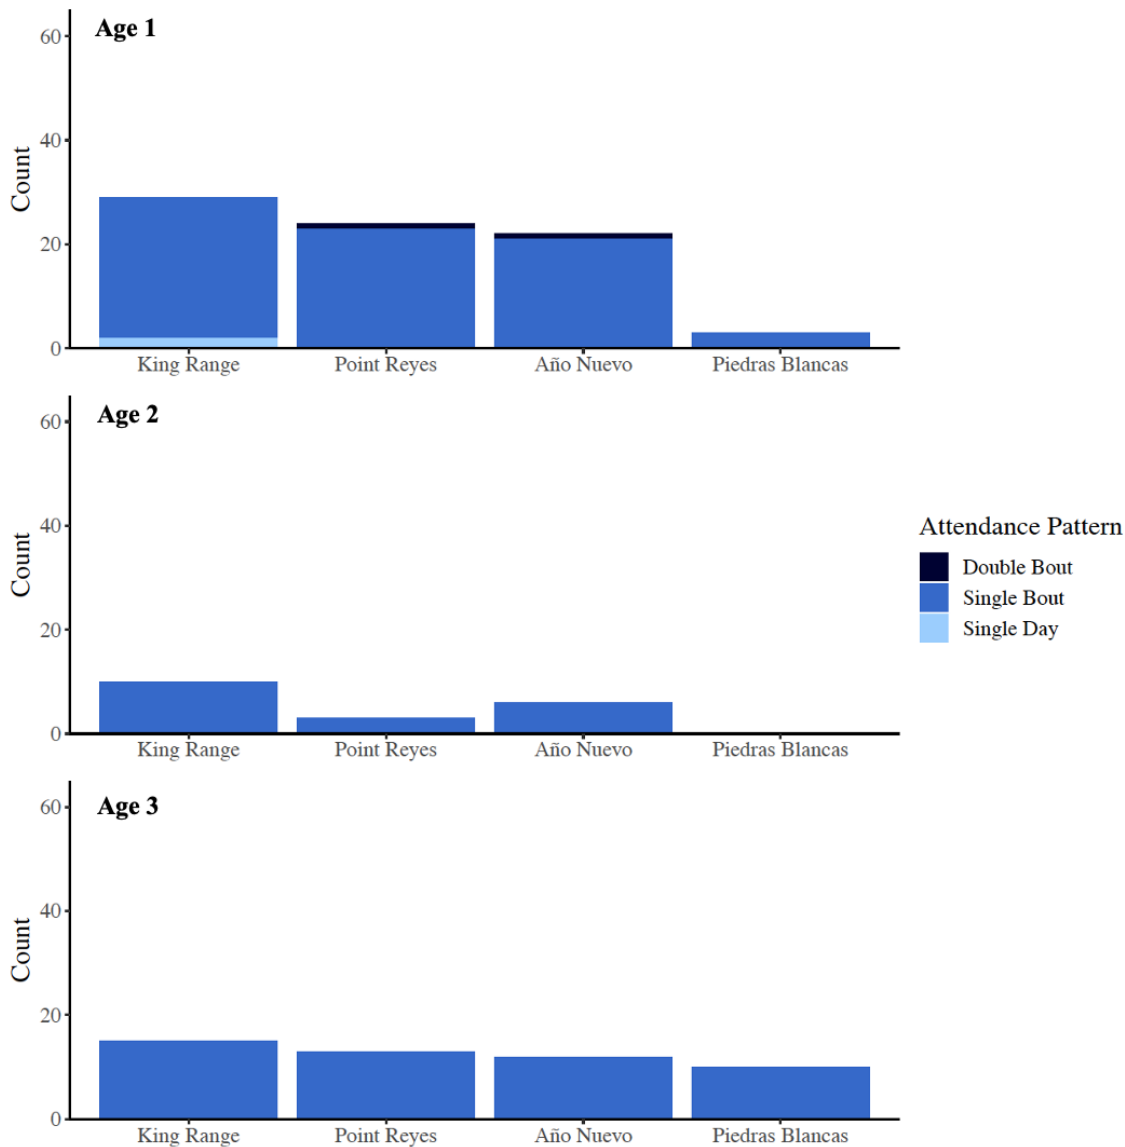 Age 1
60
40
20
0
Count
King Range Point Reyes Año Nuevo Piedras Blancas
Age 2
60
40
20
0
Count
King Range Point Reyes Año Nuevo Piedras Blancas
Attendance Pattern
Double Bout
Single Bout
Single Day
Age 3
60
40
20
0
Count
King Range Point Reyes Año Nuevo Piedras Blancas